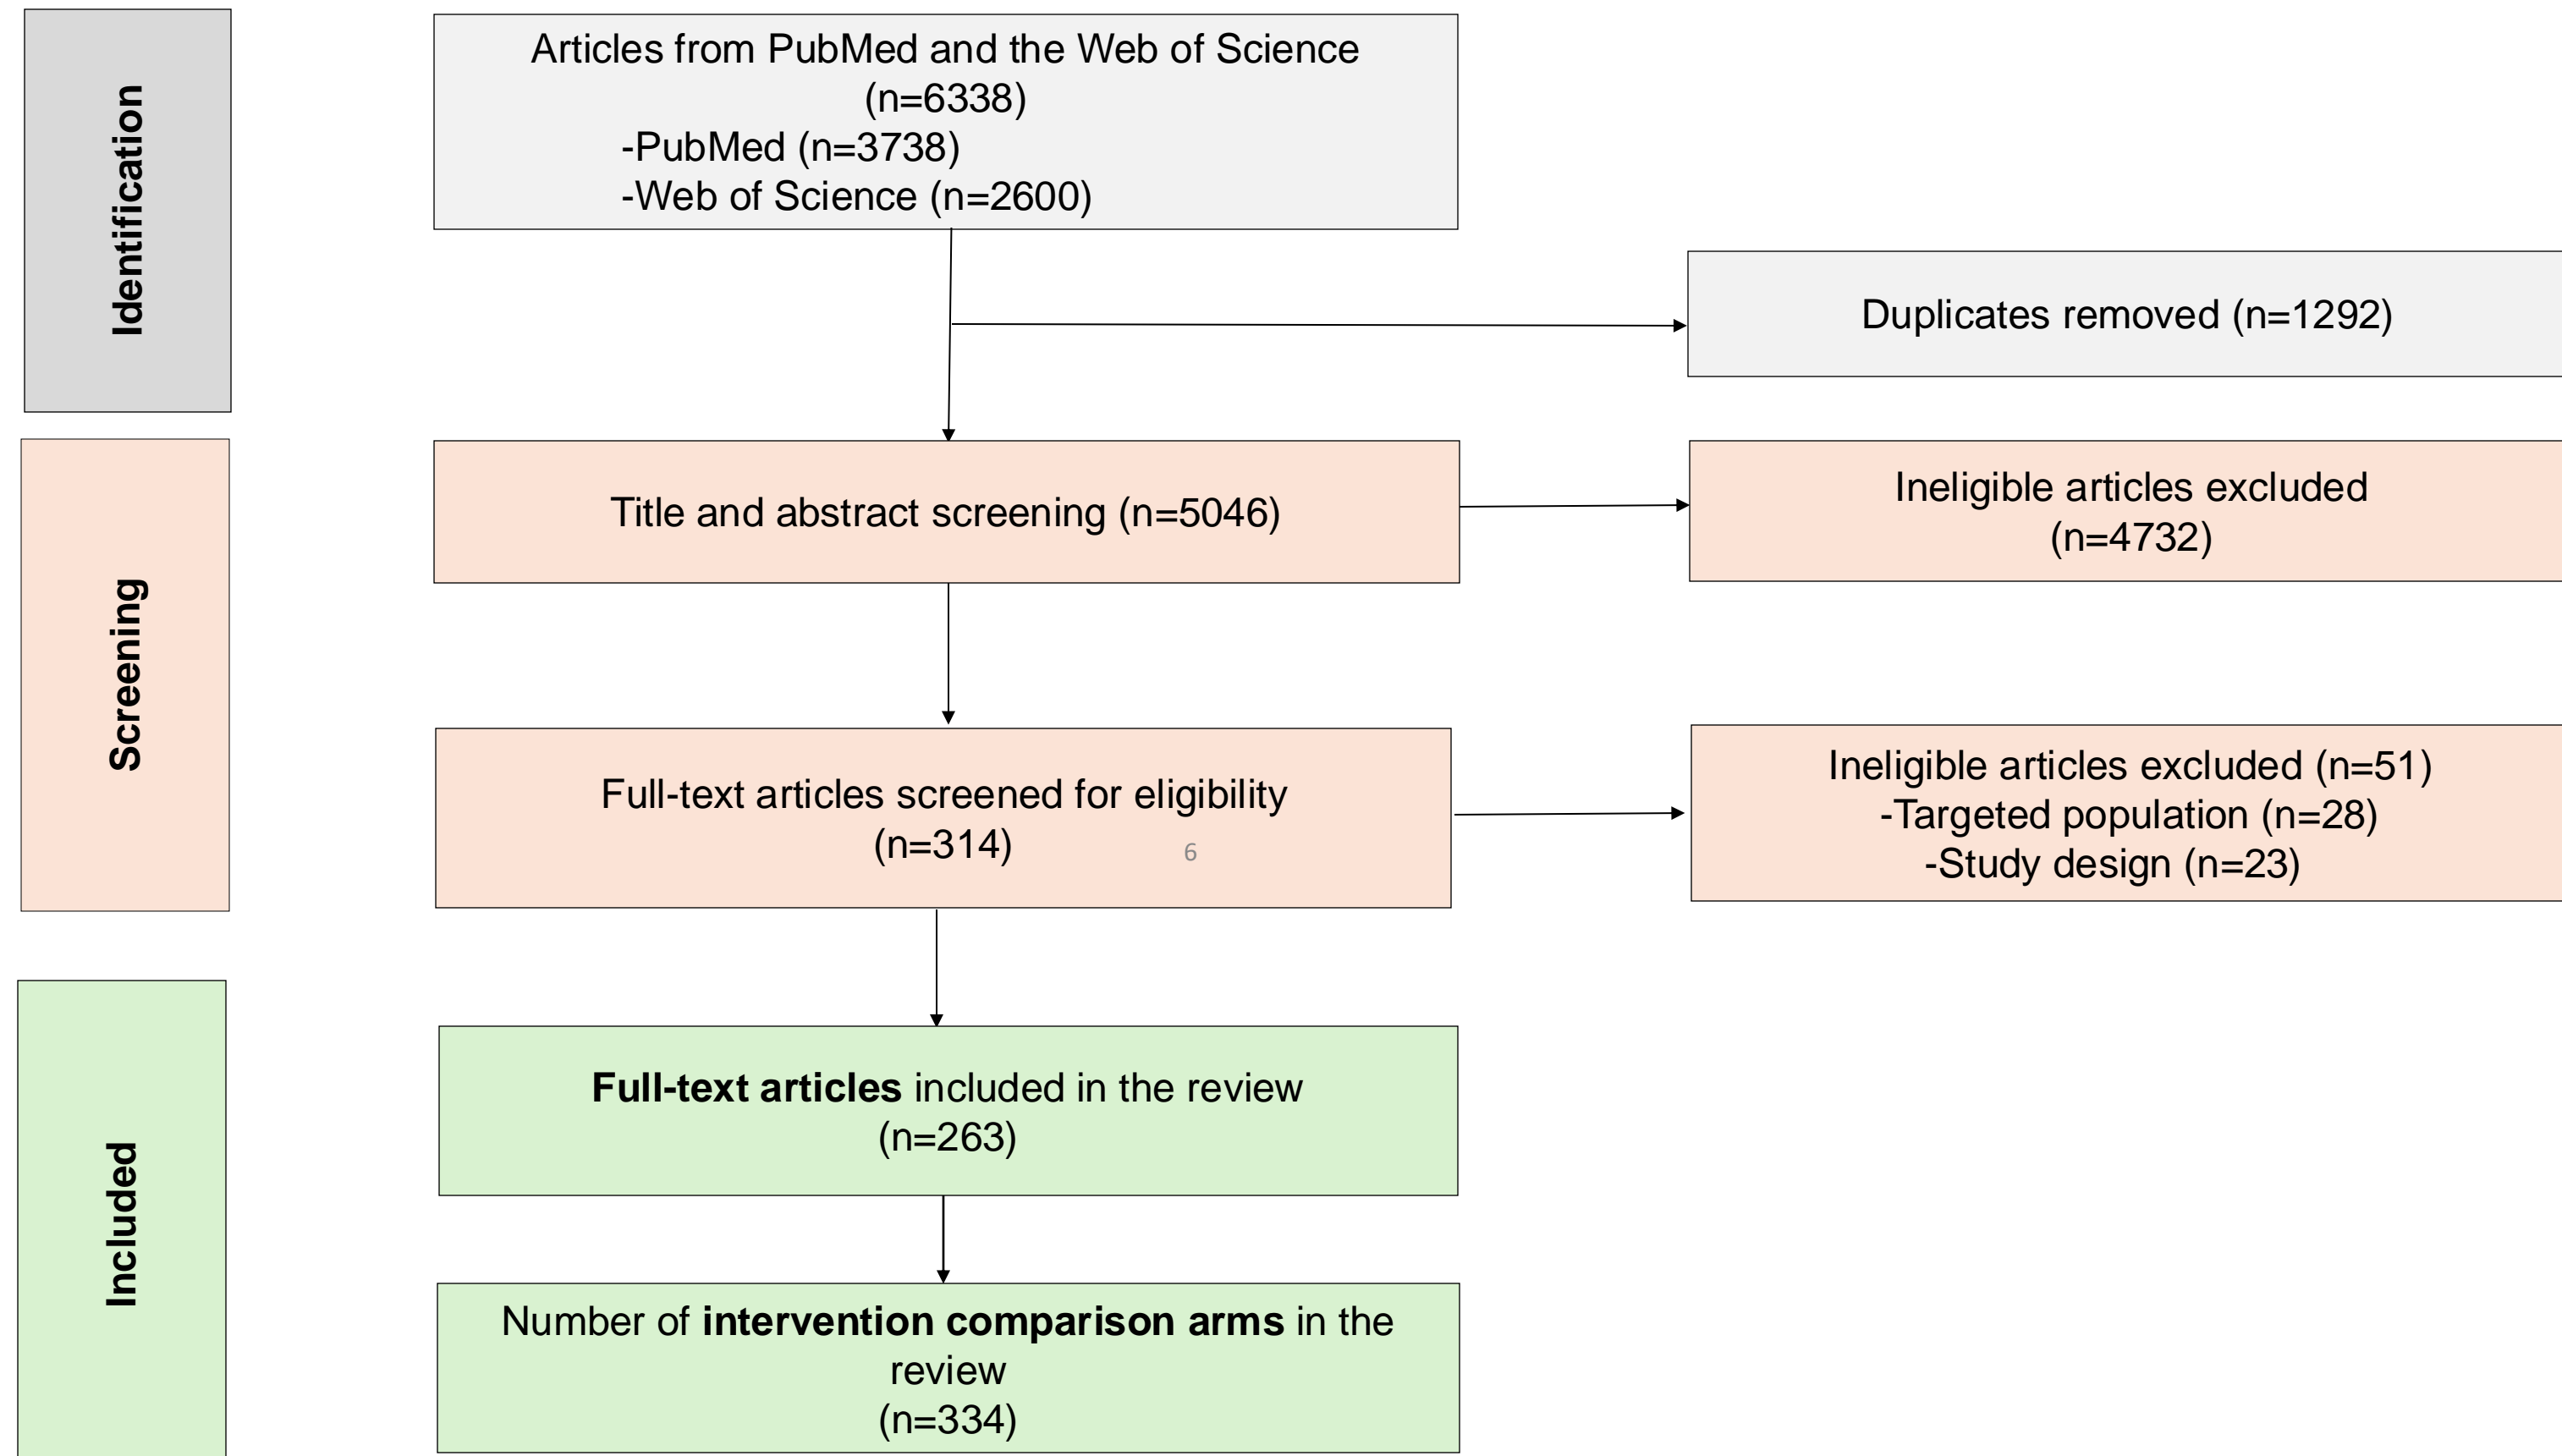 Identification
Articles from PubMed and the Web of Science
(n=6338)
-PubMed (n=3738)
-Web of Science (n=2600)
Duplicates removed (n=1292)
Screening
Title and abstract screening (n=5046)
Ineligible articles excluded
(n=4732)
Full-text articles screened for eligibility
(n=314)
6
Ineligible articles excluded (n=51)
-Targeted population (n=28)
-Study design (n=23)
Included
Full-text articles included in the review
(n=263)
Number of intervention comparison arms in the
review
(n=334)